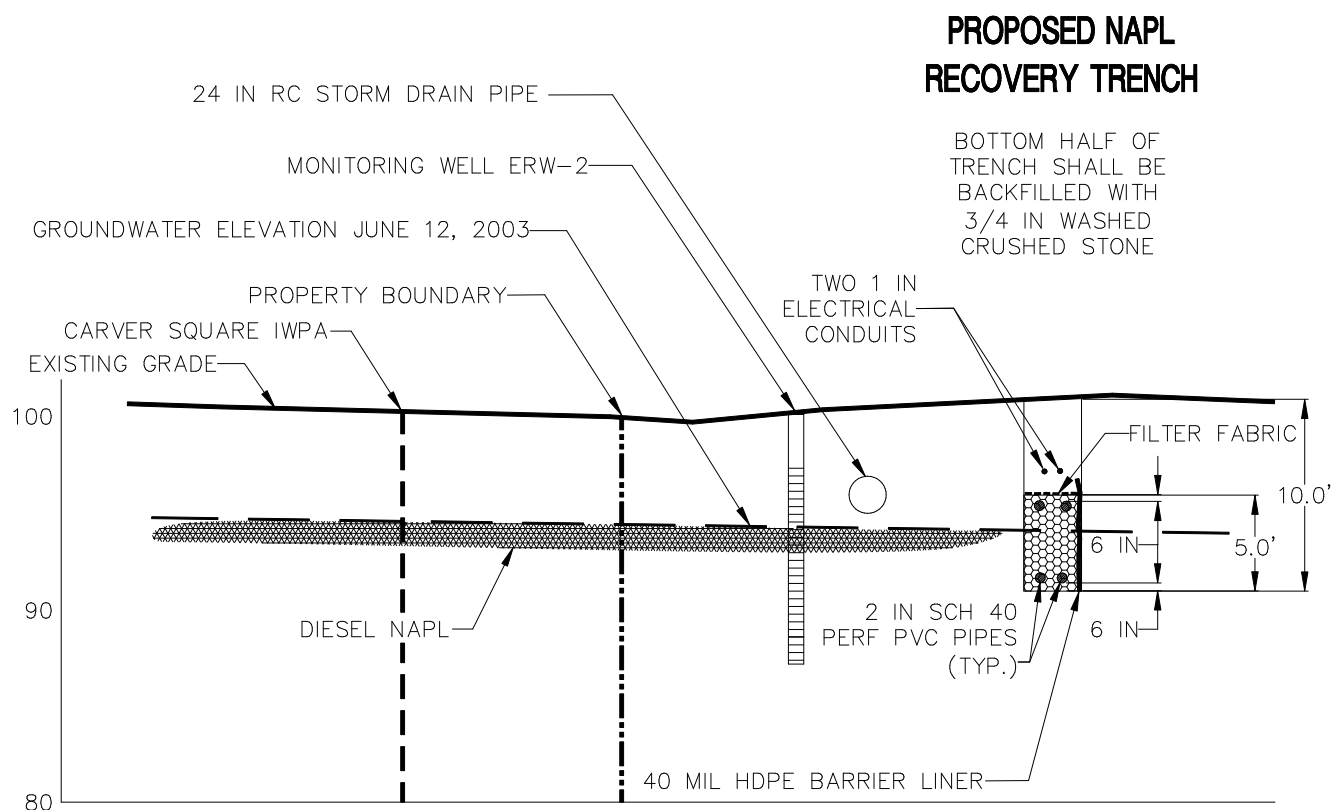 PROPOSED NAPL
RECOVERY TRENCH
24 IN RC STORM DRAIN PIPE
BOTTOM HALF OF
TRENCH SHALL BE
BACKFILLED WITH
3/4 IN WASHED
CRUSHED STONE
MONITORING WELL ERW-2
GROUNDWATER ELEVATION JUNE 12, 2003
TWO 1 IN
ELECTRICAL
CONDUITS
PROPERTY BOUNDARY
CARVER SQUARE IWPA
EXISTING GRADE
100
FILTER FABRIC
10.0'
6 IN
5.0'
90
2 IN SCH 40
PERF PVC PIPES
(TYP.)
6 IN
DIESEL NAPL
40 MIL HDPE BARRIER LINER
80